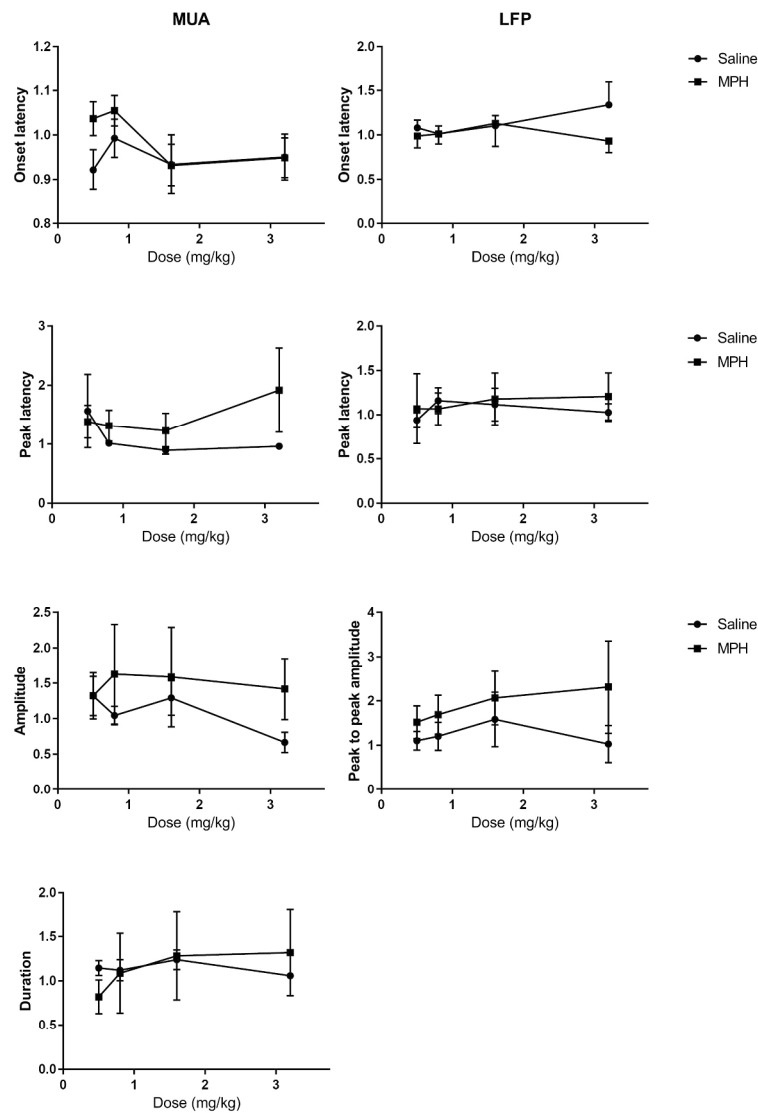 MUA
LFP
1.2
1.1
1.0
0.9
0.8
Onset latency
0
1
2
3
Dose (mg/kg)
2.0
1.5
1.0
0.5
0.0
Onset latency
0
1
2
3
Dose (mg/kg)
Saline
MPH
3
2
1
0
Peak latency
1
2
3
Dose (mg/kg)
2.0
1.5
1.0
0.5
0.0
Peak latency
0
1
2
3
Dose (mg/kg)
Saline
MPH
2.5
2.0
1.5
1.0
0.5
0.0
Amplitude
0
1
2
3
Dose (mg/kg)
4
3
2
1
0
Peak to peak amplitude
0
1
2
3
Dose (mg/kg)
Saline
MPH
2.0
1.5
1.0
0.5
0.0
Duration
0
1
2
3
Dose (mg/kg)